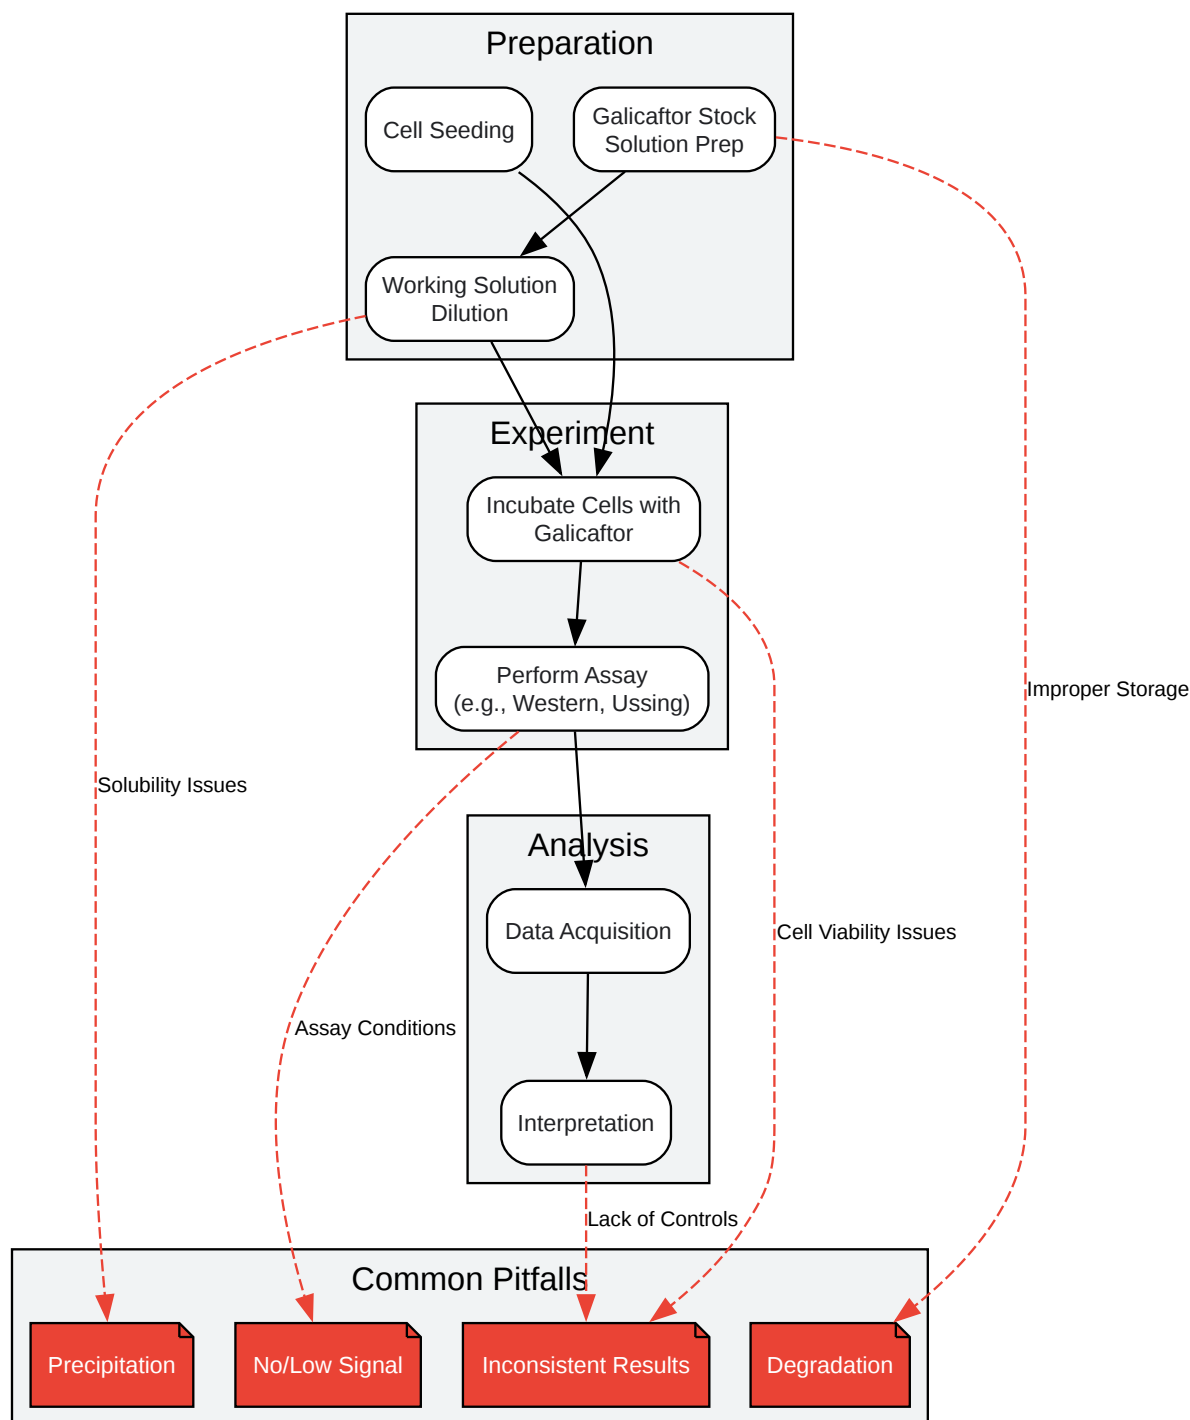 Preparation
Cell Seeding
Galicaftor Stock
Solution Prep
Working Solution
Dilution
Experiment
Incubate Cells with
Galicaftor
Perform Assay
(e.g., Western, Ussing)
Improper Storage
Solubility Issues
Analysis
Data Acquisition
Cell Viability Issues
Assay Conditions
Interpretation
Lack of Controls
Common Pitfalls
Precipitation
No/Low Signal
Inconsistent Results
Degradation